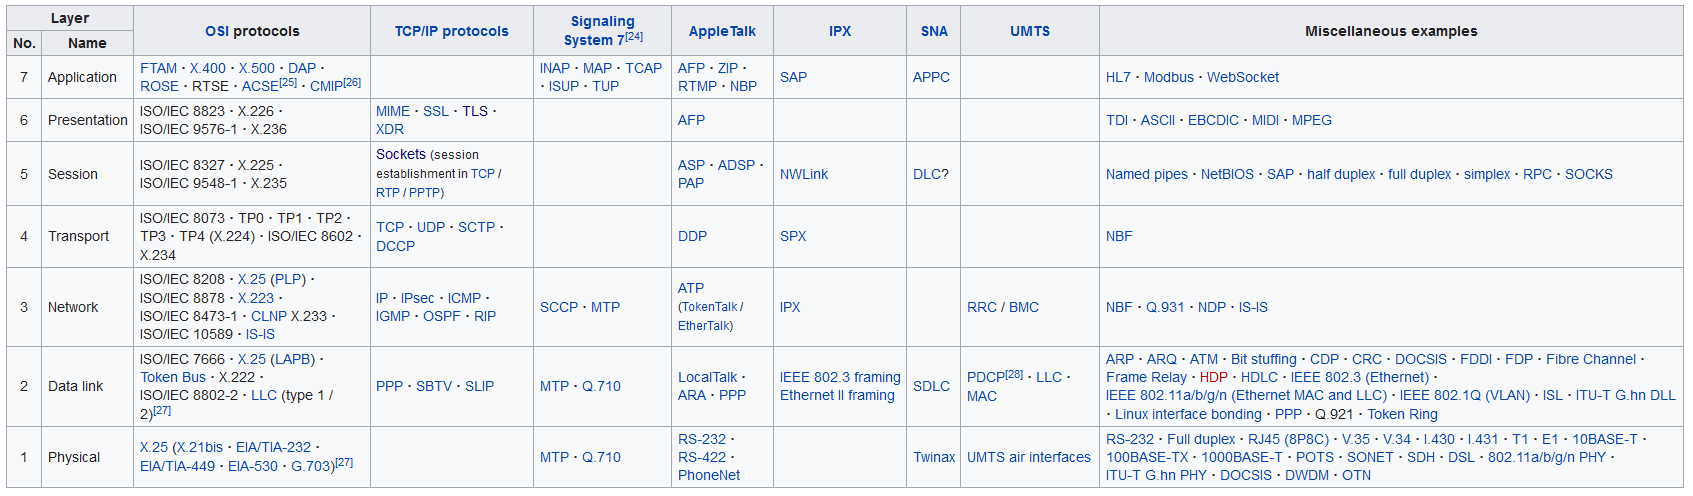 Layer
No.
Name
OSI protocols
TCP/IP protocols
Signaling
System 7[24]
AppleTalk
IPX
SNA
UMTS
Miscellaneous examples
7
Application
FTAM · X.400 · X.500 · DAP ·
ROSE · RTSE · ACSE[25] · CMIP[26]
INAP · MAP · TCAP
· ISUP · TUP
AFP · ZIP ·
RTMP · NBP
SAP
APPC
HL7 · Modbus · WebSocket
6
Presentation
ISO/IEC 8823 · X.226 ·
ISO/IEC 9576-1 · X.236
MIME · SSL · TLS ·
XDR
AFP
TDI · ASCII · EBCDIC · MIDI · MPEG
5
Session
ISO/IEC 8327 · X.225 ·
ISO/IEC 9548-1 · X.235
Sockets (session
establishment in TCP /
RTP / PPTP)
ASP · ADSP ·
PAP
NWLink
DLC?
Named pipes · NetBIOS · SAP · half duplex · full duplex · simplex · RPC · SOCKS
4
Transport
ISO/IEC 8073 · TP0 · TP1 · TP2 ·
TP3 · TP4 (X.224) · ISO/IEC 8602 ·
X.234
TCP · UDP · SCTP ·
DCCP
DDP
SPX
NBF
3
Network
ISO/IEC 8208 · X.25 (PLP) ·
ISO/IEC 8878 · X.223 ·
ISO/IEC 8473-1 · CLNP X.233 ·
ISO/IEC 10589 · IS-IS
IP · IPsec · ICMP ·
IGMP · OSPF · RIP
SCCP · MTP
ATP
(TokenTalk /
EtherTalk)
IPX
RRC / BMC
NBF · Q.931 · NDP · IS-IS
2
Data link
ISO/IEC 7666 · X.25 (LAPB) ·
Token Bus · X.222 ·
ISO/IEC 8802-2 · LLC (type 1 /
2)[27]
PPP · SBTV · SLIP
MTP · Q.710
LocalTalk ·
ARA · PPP
IEEE 802.3 framing
Ethernet II framing
SDLC
PDCP[28] · LLC ·
MAC
ARP · ARQ · ATM · Bit stuffing · CDP · CRC · DOCSIS · FDDI · FDP · Fibre Channel ·
Frame Relay · HDP · HDLC · IEEE 802.3 (Ethernet) ·
IEEE 802.11a/b/g/n (Ethernet MAC and LLC) · IEEE 802.1Q (VLAN) · ISL · ITU-T G.hn DLL
· Linux interface bonding · PPP · Q.921 · Token Ring
1
Physical
X.25 (X.21bis · EIA/TIA-232 ·
EIA/TIA-449 · EIA-530 · G.703)[27]
MTP · Q.710
RS-232 ·
RS-422 ·
PhoneNet
Twinax
UMTS air interfaces
RS-232 · Full duplex · RJ45 (8P8C) · V.35 · V.34 · I.430 · I.431 · T1 · E1 · 10BASE-T ·
100BASE-TX · 1000BASE-T · POTS · SONET · SDH · DSL · 802.11a/b/g/n PHY ·
ITU-T G.hn PHY · DOCSIS · DWDM · OTN